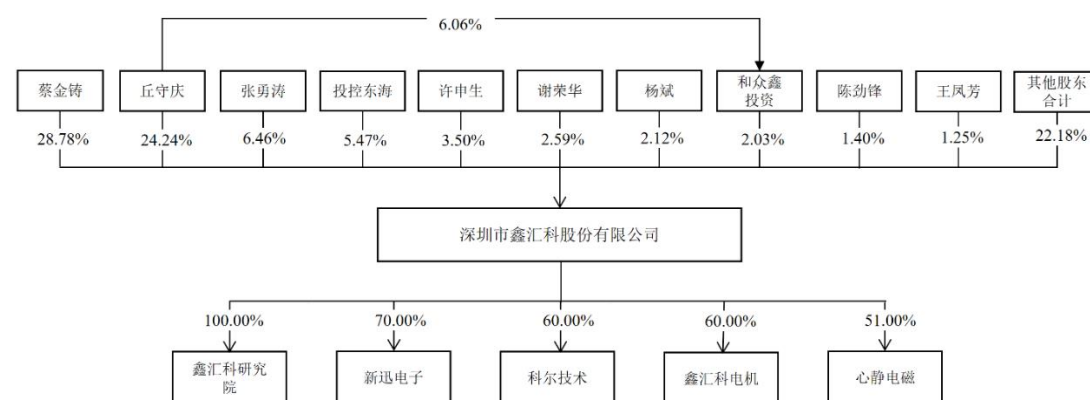 6.06%
蔡金铸
丘守庆
张勇涛
投控东海
许申生
谢荣华
杨斌
和众鑫
投资
陈劲锋
王凤芳
其他股东
合计
28.78%
24.24%
6.46%
5.47%
3.50%
2.59%
2.12%
2.03%
1.40%
1.25%
22.18%
深圳市鑫汇科股份有限公司
100.00%
70.00%
60.00%
60.00%
51.00%
鑫汇科研究
院
新迅电子
科尔技术
鑫汇科电机
心静电磁